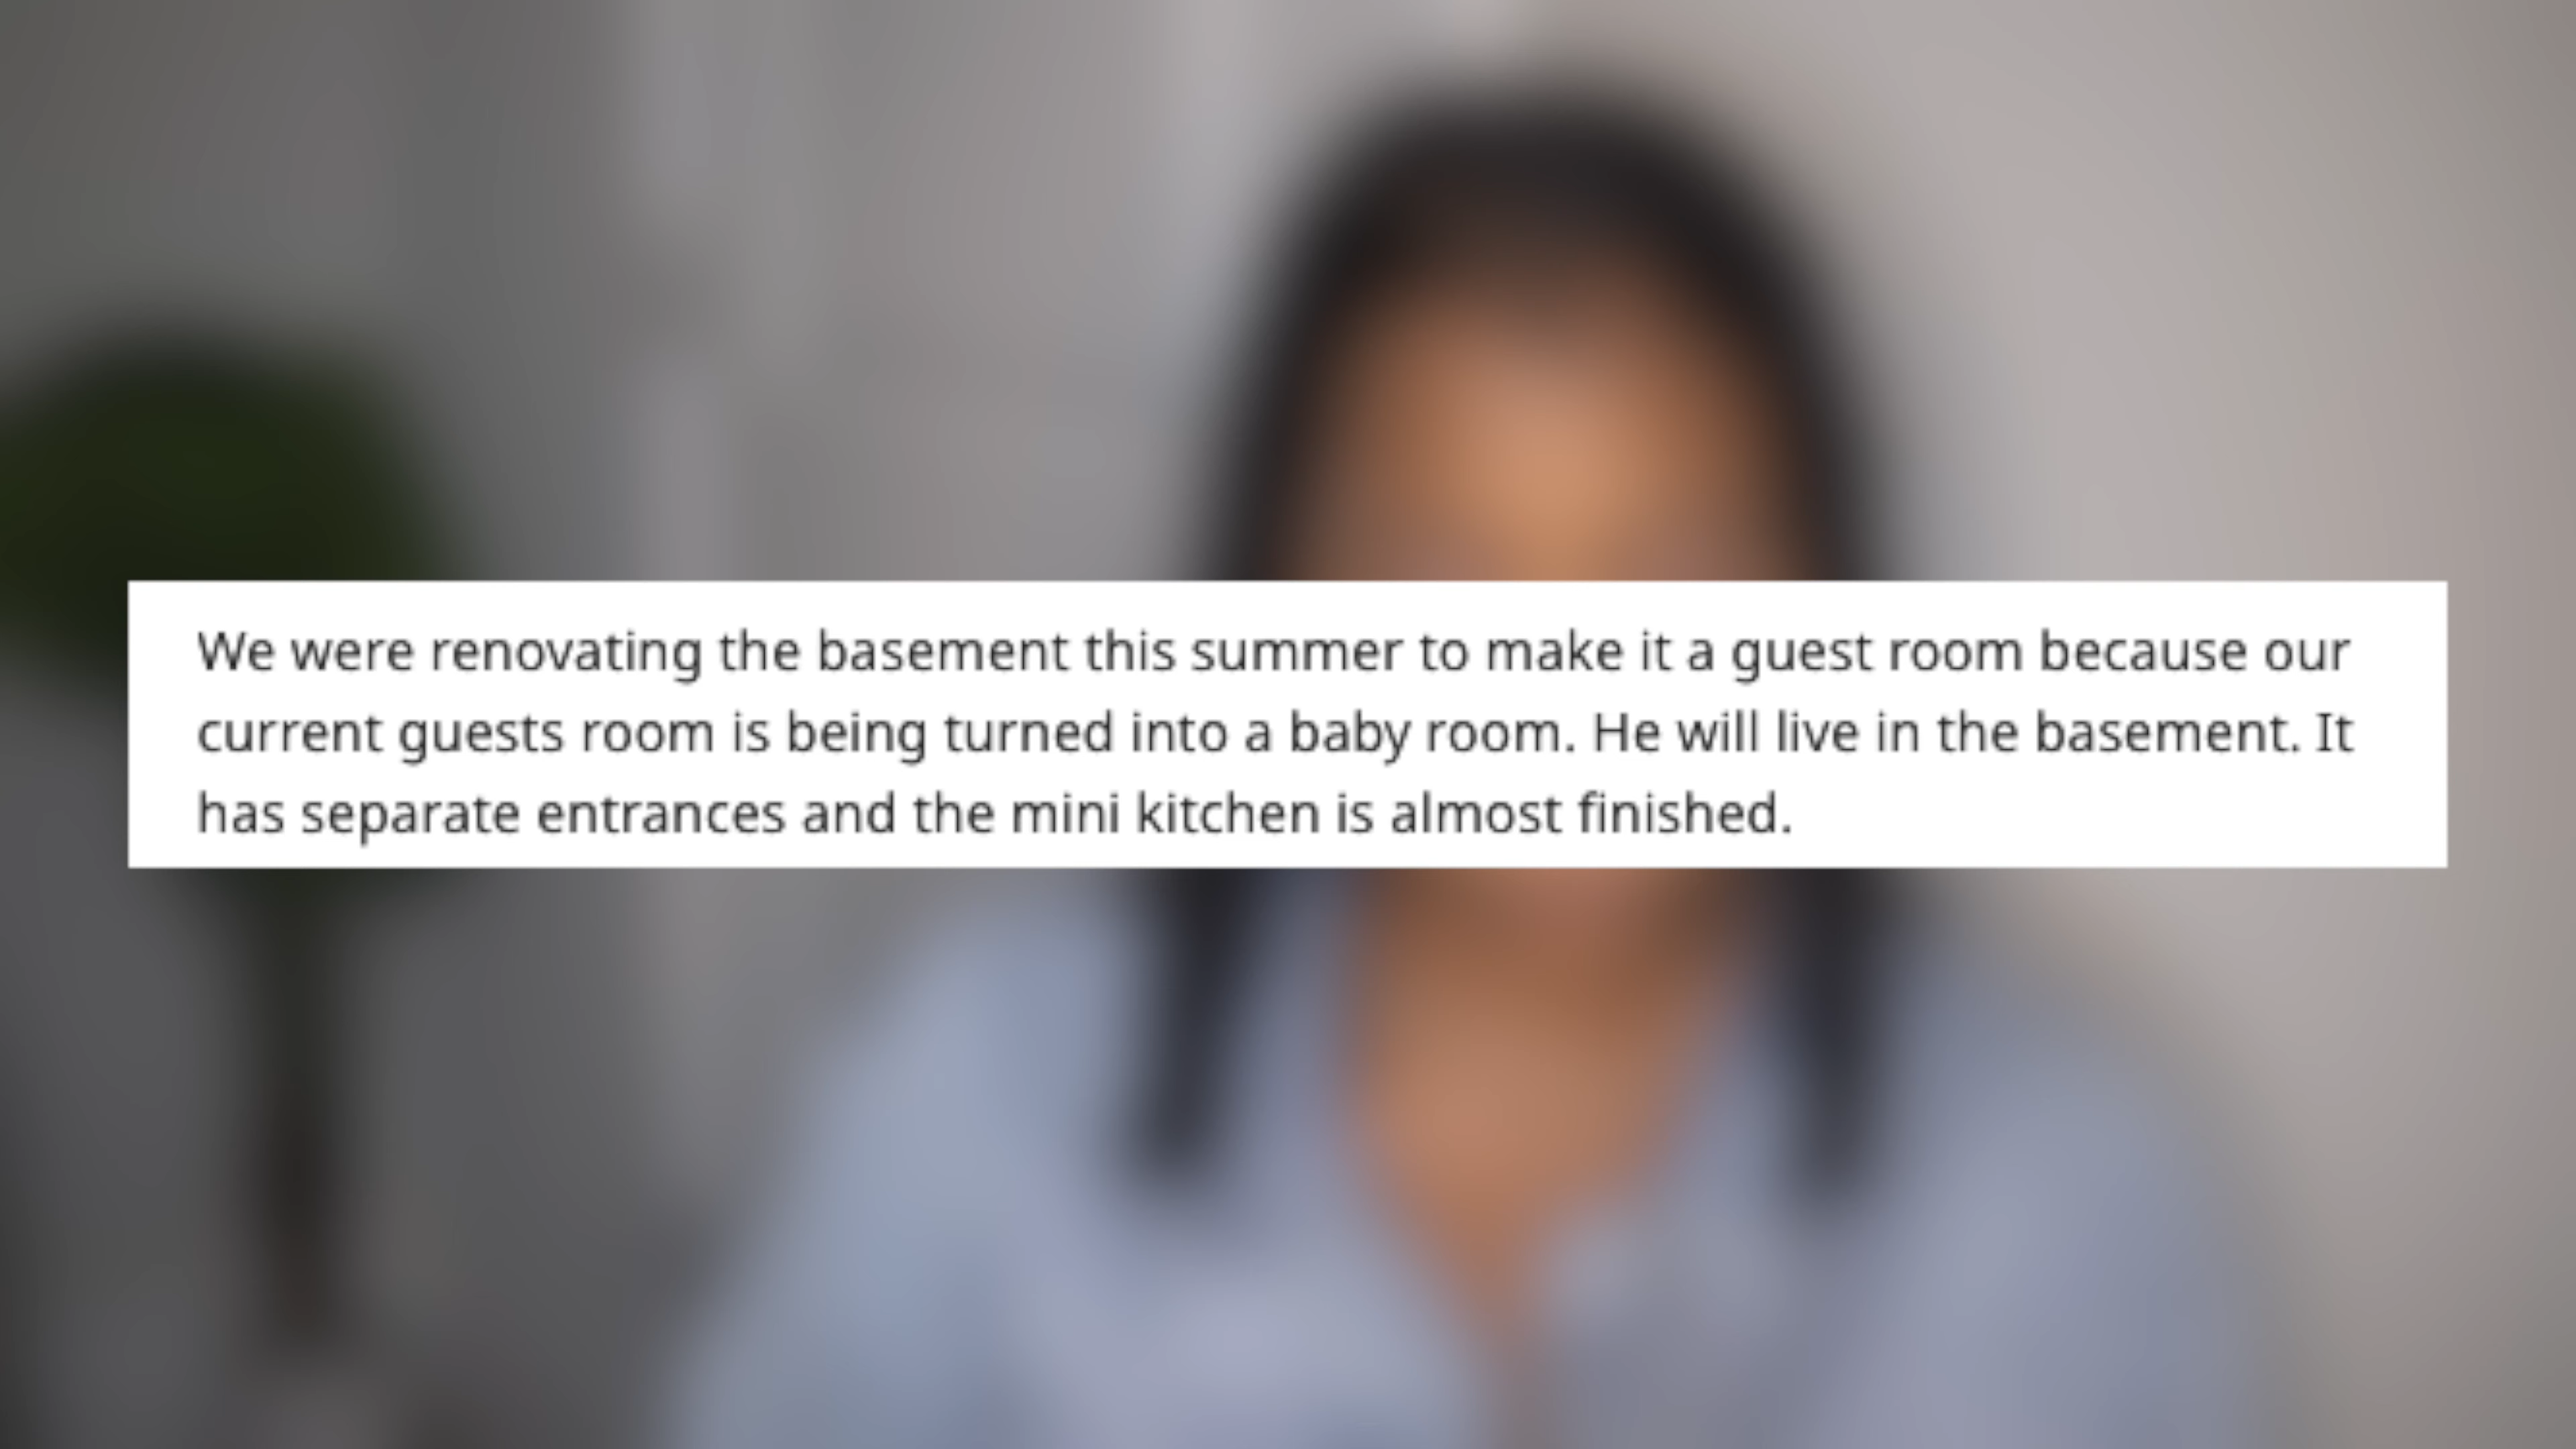 We were renovating the basement this summer to make it a guest room because our
current guests room is being turned into a baby room. He will live in the basement. It
has separate entrances and the mini kitchen is almost finished.